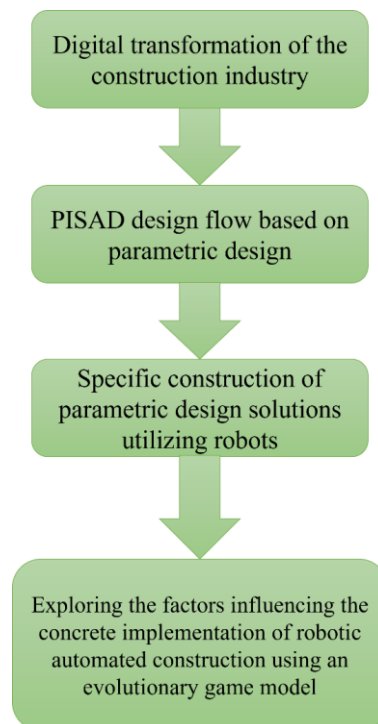 Digital transformation of the
construction industry
PISAD design flow based on
parametric design
Specific construction of
parametric design solutions
utilizing robots
Exploring the factors influencing the
concrete implementation of robotic
automated construction using an
evolutionary game model